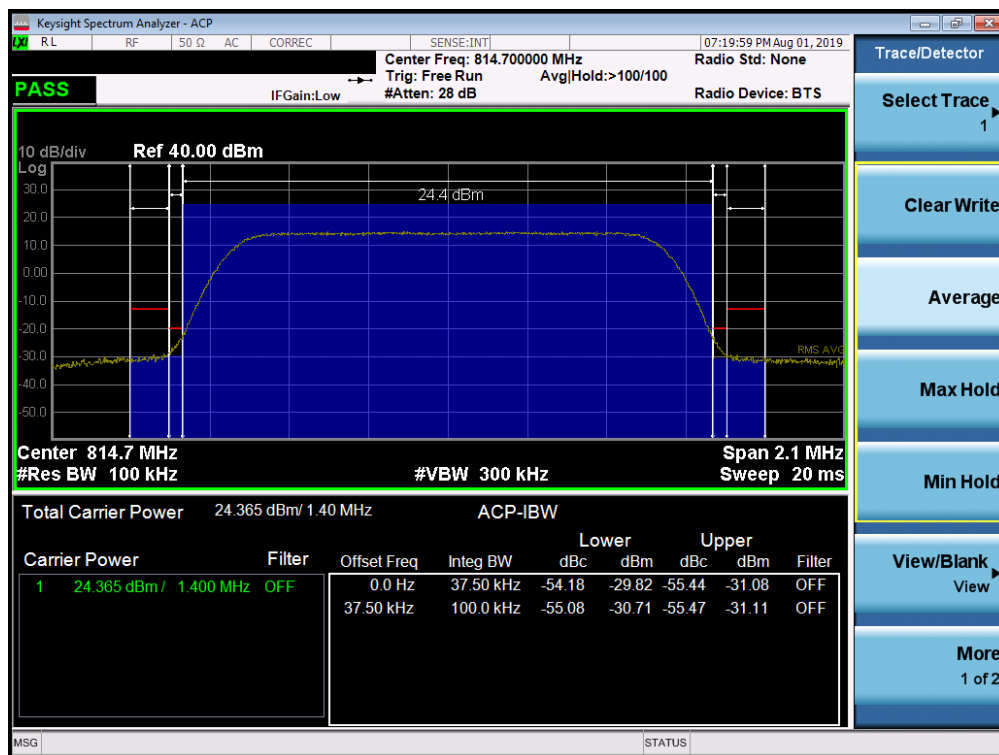 Keysight Spectrum Analyzer - ACP
LXI RL RF 50 Ω AC CORREC SENSE:INT 07:19:59 PM Aug 01, 2019
Center Freq: 814.700000 MHz Radio Std: None
Trig: Free Run Avg|Hold:>100/100
PASS IFGain:Low #Atten: 28 dB Radio Device: BTS
10 dB/div Ref 40.00 dBm
Log
30.0
24.4 dBm
20.0
10.0
0.00
-10.0
-20.0
-30.0
RMS AVG
-40.0
-50.0
Center 814.7 MHz Span 2.1 MHz
#Res BW 100 kHz #VBW 300 kHz Sweep 20 ms
Total Carrier Power 24.365 dBm/ 1.40 MHz ACP-IBW
Lower Upper
Carrier Power Filter Offset Freq Integ BW dBc dBm dBc dBm Filter
1 24.365 dBm / 1.400 MHz OFF 0.0 Hz 37.50 kHz -54.18 -29.82 -55.44 -31.08 OFF
37.50 kHz 100.0 kHz -55.08 -30.71 -55.47 -31.11 OFF
MSG STATUS
Trace/Detector
Select Trace
1
Clear Write
Average
Max Hold
Min Hold
View/Blank
View
More
1 of 2